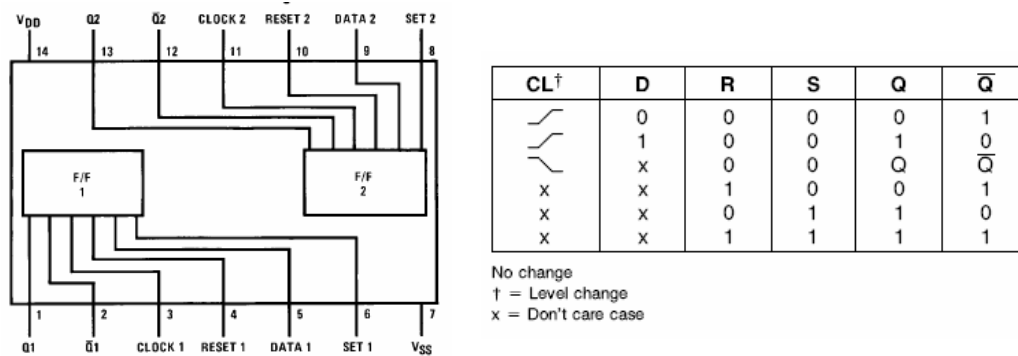 VDD Q2 Q̅2 CLOCK 2 RESET 2 DATA 2 SET 2
14 13 12 11 10 9 8
F/F
1
F/F
2
1 2 3 4 5 6 7
Q1 Q̅1 CLOCK 1 RESET 1 DATA 1 SET 1 VSS
CL† D R S Q Q̅
0 0 0 0 1
1 0 0 1 0
x 0 0 Q Q̅
x x 1 0 0 1
x x 0 1 1 0
x x 1 1 1 1
No change
† = Level change
x = Don't care case